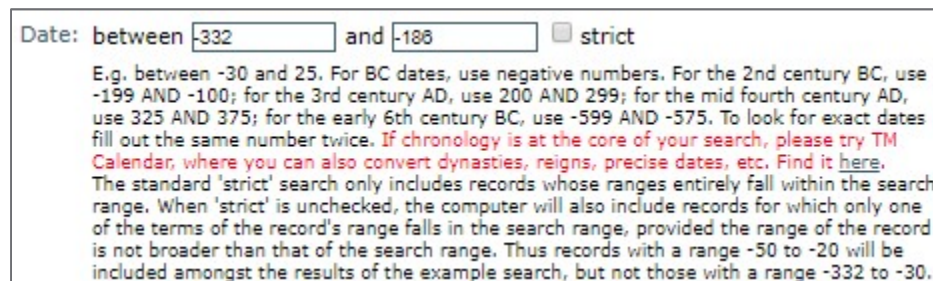 Date: between -332 and -186 strict
E.g. between -30 and 25. For BC dates, use negative numbers. For the 2nd century BC, use
-199 AND -100; for the 3rd century AD, use 200 AND 299; for the mid fourth century AD,
use 325 AND 375; for the early 6th century BC, use -599 AND -575. To look for exact dates
fill out the same number twice. If chronology is at the core of your search, please try TM
Calendar, where you can also convert dynasties, reigns, precise dates, etc. Find it here.
The standard 'strict' search only includes records whose ranges entirely fall within the search
range. When 'strict' is unchecked, the computer will also include records for which only one
of the terms of the record's range falls in the search range, provided the range of the record
is not broader than that of the search range. Thus records with a range -50 to -20 will be
included amongst the results of the example search, but not those with a range -332 to -30.